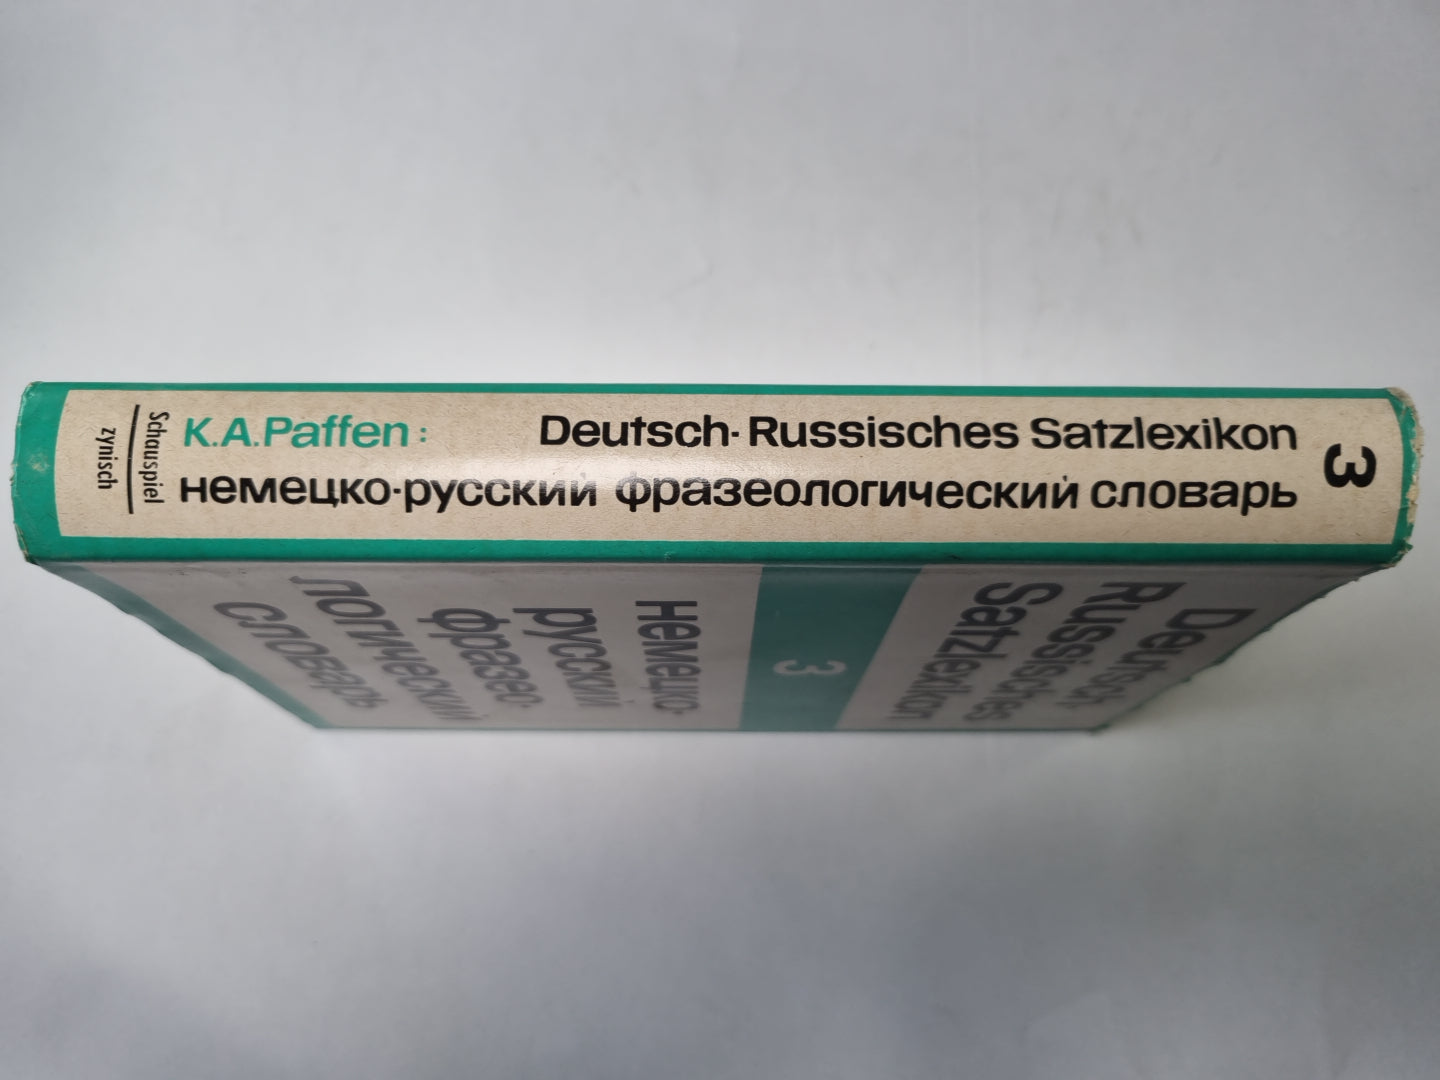 K.A.Paffen: Deutsch-Russisches Satzlexikon
немецко-русский фразеологический словарь
3
Schauspiel
zynisch
Deutsch-
Russisches
Satzlexikon
3
немецко-
русский
фразео-
логический
словарь